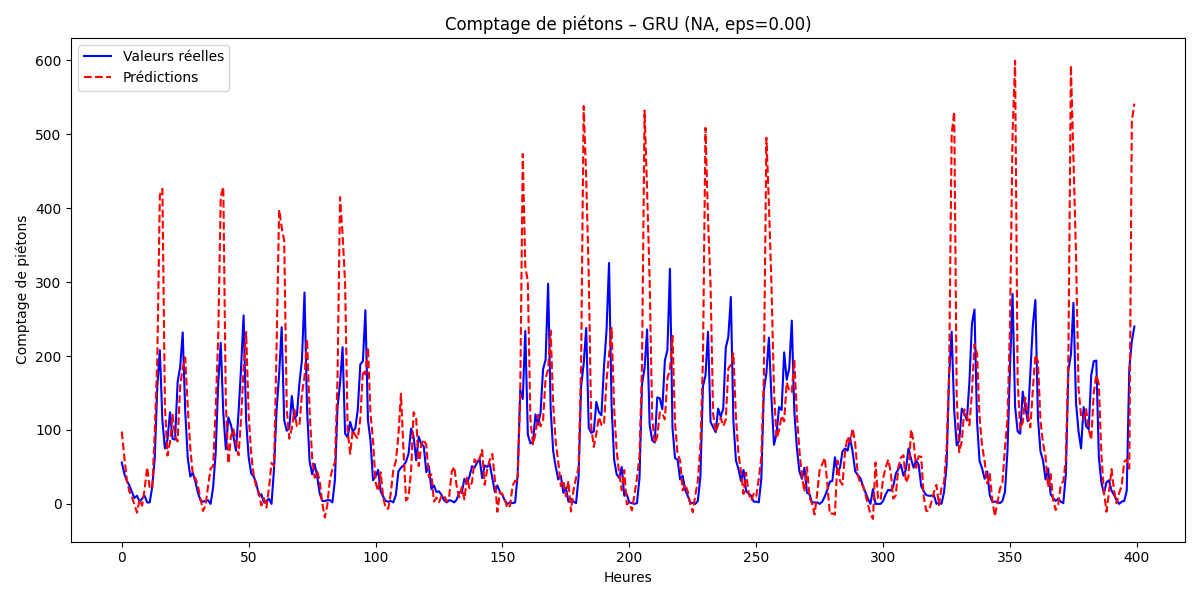 Comptage de piétons – GRU (NA, eps=0.00)
Valeurs réelles
Prédictions
Comptage de piétons
600
500
400
300
200
100
0
0 50 100 150 200 250 300 350 400
Heures